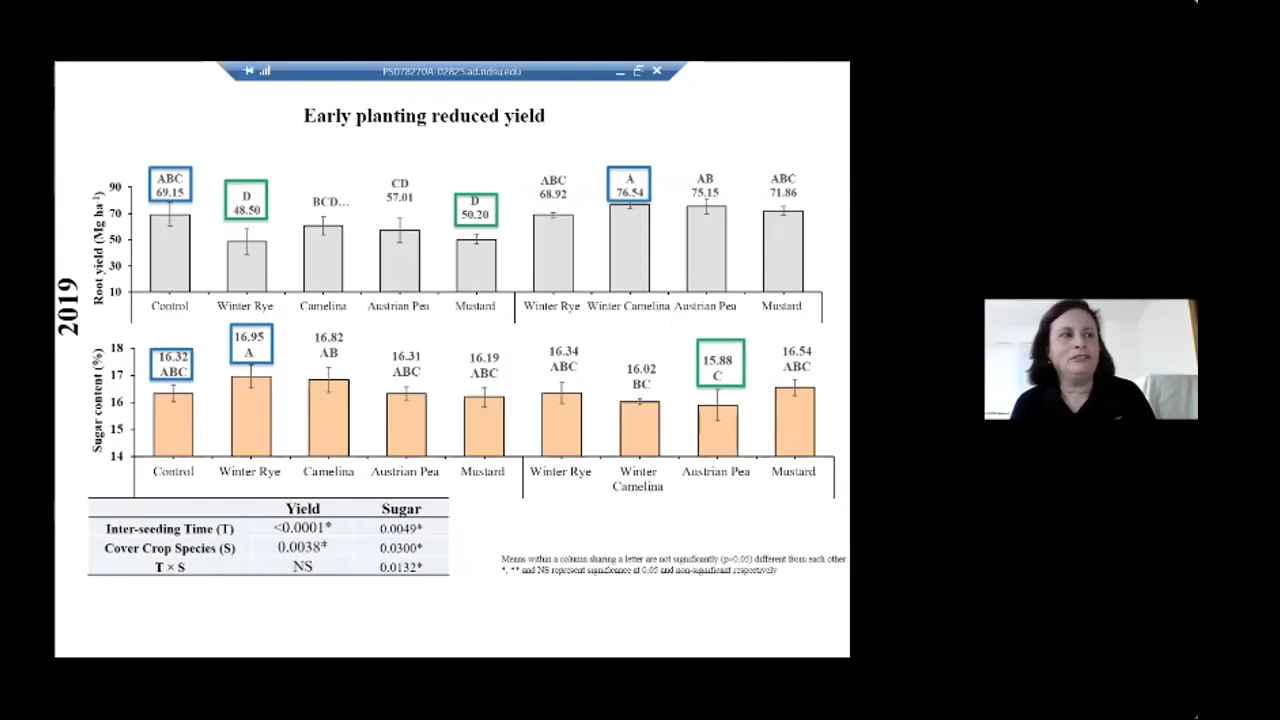 PS078270A-02825.ad.ndsu.edu
Early planting reduced yield
2019
Root yield (Mg ha⁻¹)
90
70
50
30
10
ABC
69.15
D
48.50
BCD...
CD
57.01
D
50.20
ABC
68.92
A
76.54
AB
75.15
ABC
71.86
Control Winter Rye Camelina Austrian Pea Mustard Winter Rye Winter Camelina Austrian Pea Mustard
Sugar content (%)
18
17
16
15
14
16.32
ABC
16.95
A
16.82
AB
16.31
ABC
16.19
ABC
16.34
ABC
16.02
BC
15.88
C
16.54
ABC
Control Winter Rye Camelina Austrian Pea Mustard Winter Rye Winter Camelina Austrian Pea Mustard
Yield Sugar
Inter-seeding Time (T) <0.0001* 0.0049*
Cover Crop Species (S) 0.0038* 0.0300*
T × S NS 0.0132*
Means within a column sharing a letter are not significantly (p=0.05) different from each other
*, ** and NS represent significance at 0.05 and non-significant respectively